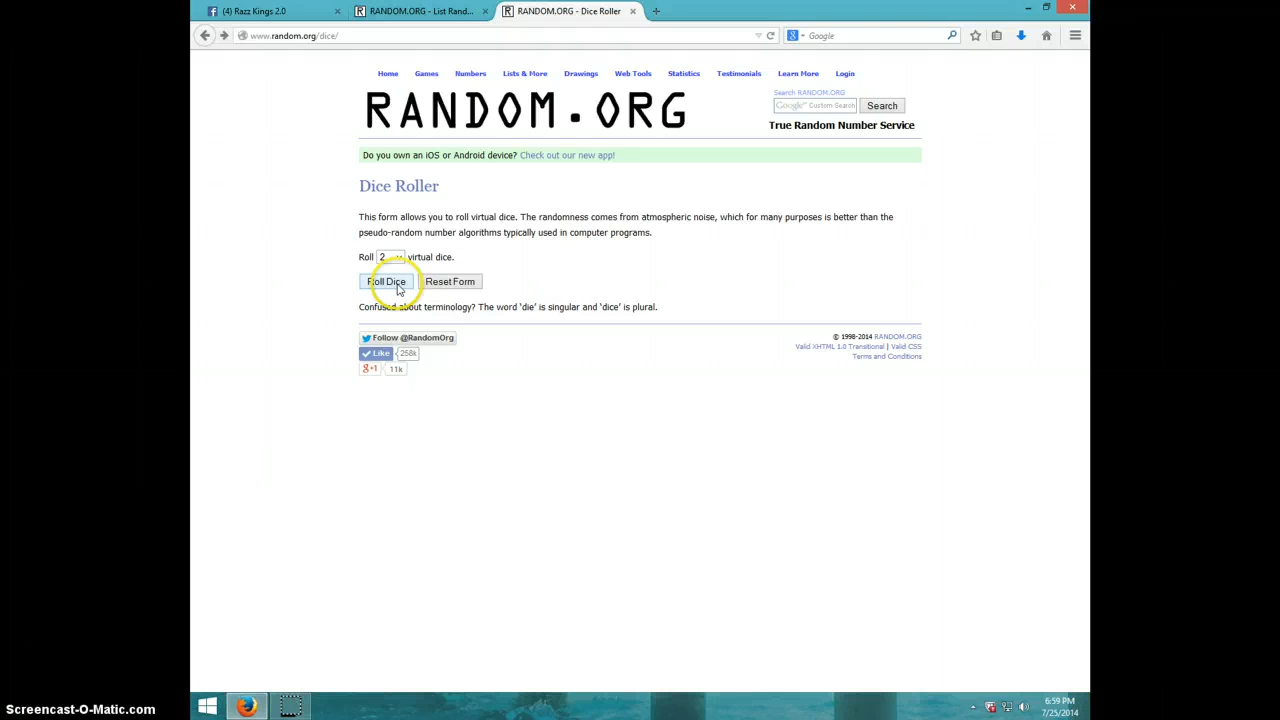 (4) Razz Kings 2.0
RANDOM.ORG - List Rand...
RANDOM.ORG - Dice Roller
www.random.org/dice/
Google
Home Games Numbers Lists & More Drawings Web Tools Statistics Testimonials Learn More Login
RANDOM.ORG
Search RANDOM.ORG
Google™ Custom Search Search
True Random Number Service
Do you own an iOS or Android device? Check out our new app!
Dice Roller
This form allows you to roll virtual dice. The randomness comes from atmospheric noise, which for many purposes is better than the
pseudo-random number algorithms typically used in computer programs.
Roll 2 virtual dice.
Roll Dice Reset Form
Confused about terminology? The word ‘die’ is singular and ‘dice’ is plural.
Follow @RandomOrg
Like 258k
g+1 11k
© 1998-2014 RANDOM.ORG
Valid XHTML 1.0 Transitional | Valid CSS
Terms and Conditions
6:59 PM
7/25/2014
Screencast-O-Matic.com